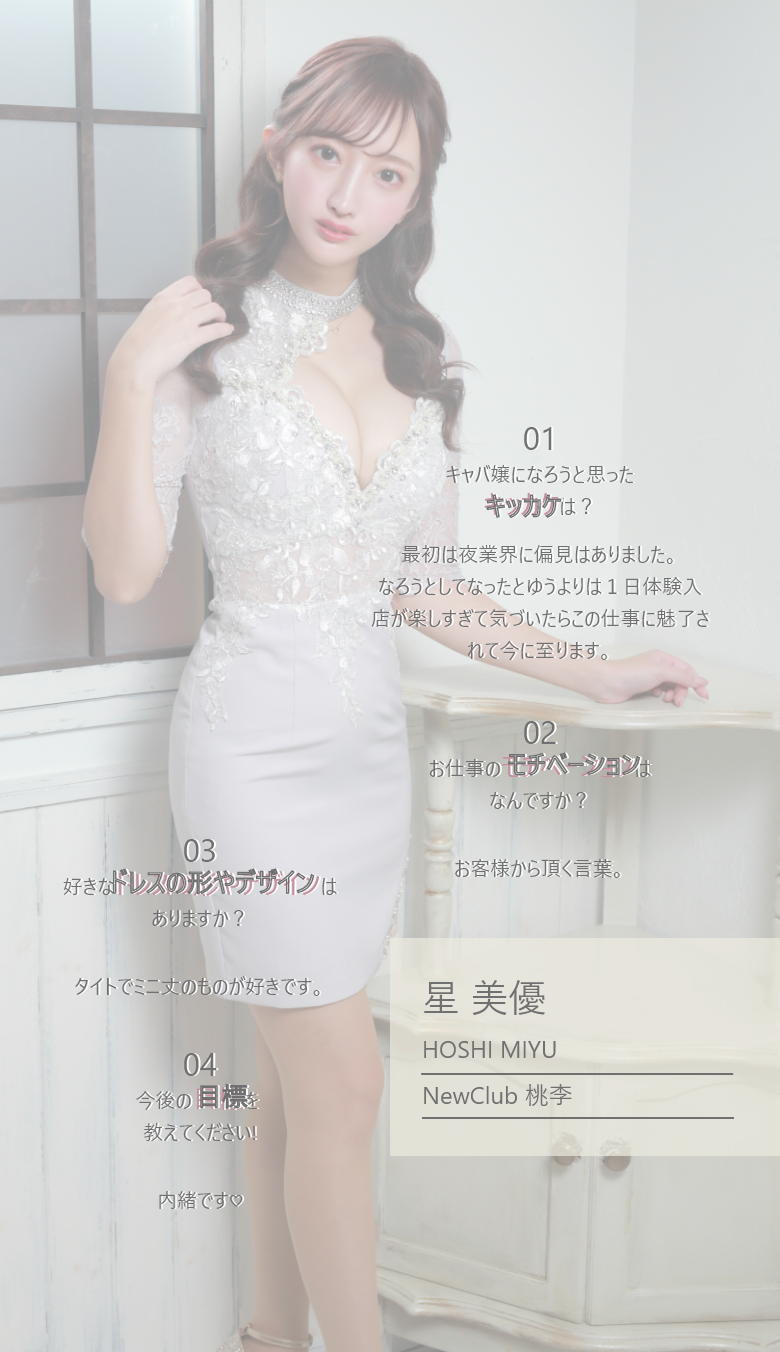 01
キャバ嬢になろうと思った
キッカケは？
最初は夜業界に偏見はありました。
なろうとしてなったとゆうよりは 1 日体験入
店が楽しすぎて気づいたらこの仕事に魅了さ
れて今に至ります。
02
お仕事の モチベーションは
なんですか？
お客様から頂く言葉。
03
好きなドレスの形やデザインは
ありますか？
タイトでミニ丈のものが好きです。
04
今後の 目標を
教えてください!
内緒です♡
星 美優
HOSHI MIYU
NewClub 桃李